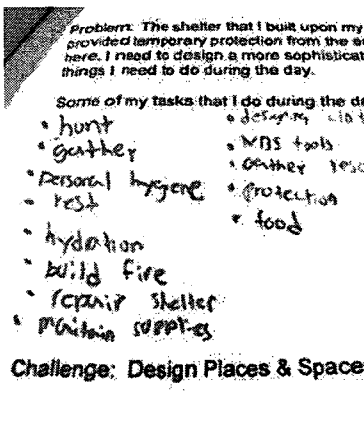 Problem: The shelter that I built upon my
provided temporary protection from the
here. I need to design a more sophisticat
things I need to do during the day.
Some of my tasks that I do during the d
• hunt
• gather
• personal hygene
• rest
• hydration
• build fire
• repair shelter
• maintain supplies
•
• tools
• gather
• protection
• food
Challenge: Design Places & Space